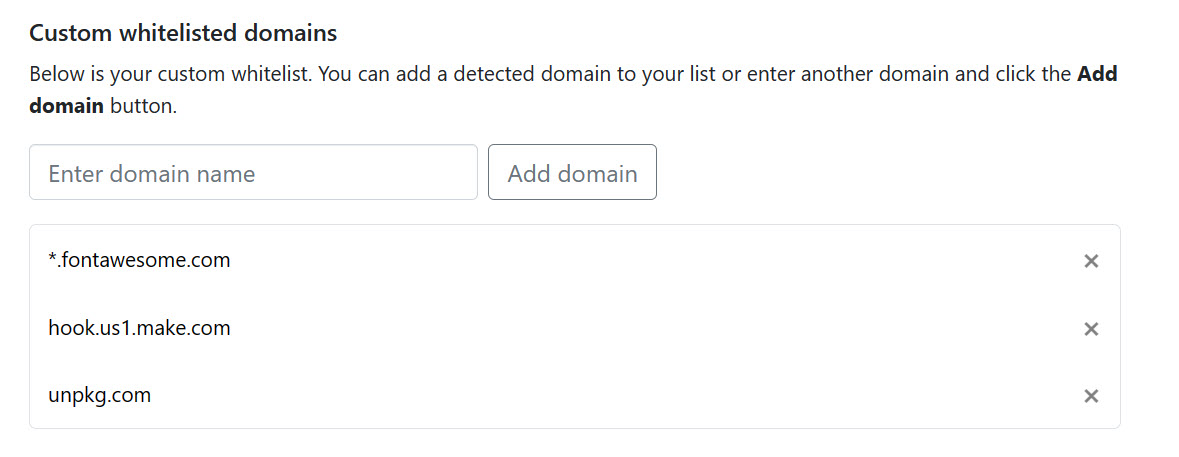 Custom whitelisted domains
Below is your custom whitelist. You can add a detected domain to your list or enter another domain and click the Add
domain button.
Enter domain name
Add domain
*.fontawesome.com
hook.us1.make.com
unpkg.com